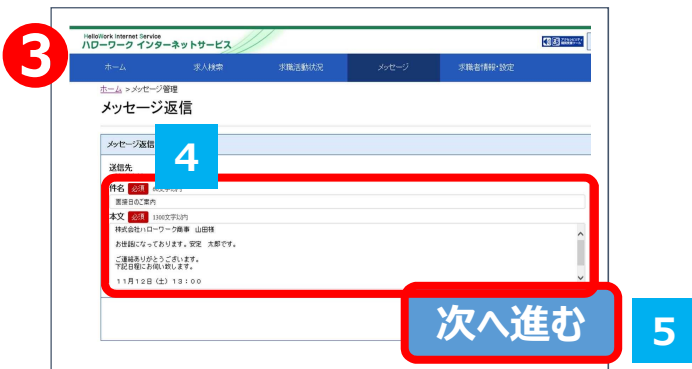 3
HelloWork Internet Service
ハローワーク インターネットサービス
ホーム 求人検索 求職活動状況 メッセージ 求職者情報・設定
ホーム > メッセージ管理
メッセージ返信
メッセージ返信
4
送信先
件名 必須
面接日のご案内
本文 必須 1300文字以内
株式会社ハローワーク商事 山田様
お世話になっております。安定 太郎です。
ご連絡ありがとうございます。
下記日程にお伺い致します。
11月12日（土）13:00
次へ進む
5